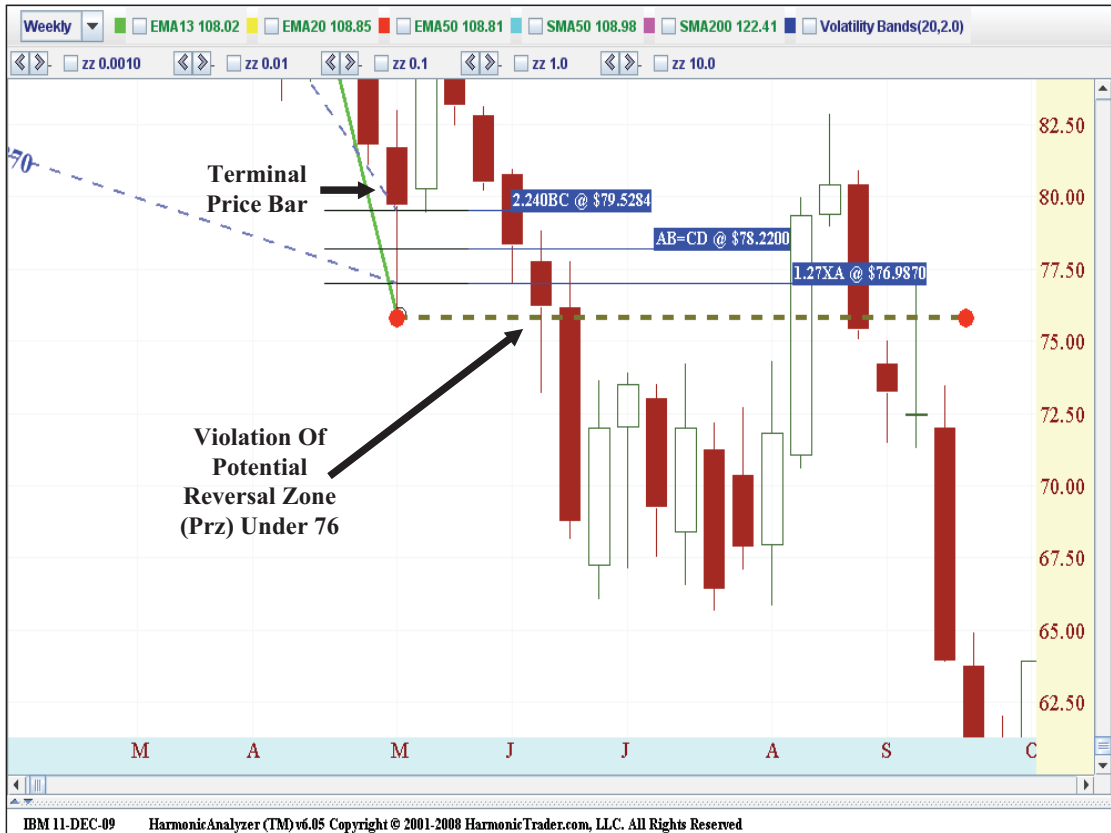 Weekly EMA13 108.02 EMA20 108.85 EMA50 108.81 SMA50 108.98 SMA200 122.41 Volatility Bands(20,2.0)
zz 0.0010 zz 0.01 zz 0.1 zz 1.0 zz 10.0
70
82.50
Terminal
Price Bar
80.00
2.240BC @ $79.5284
AB=CD @ $78.2200
77.50
1.27XA @ $76.9870
75.00
72.50
Violation Of
Potential
Reversal Zone
(Prz) Under 76
70.00
67.50
65.00
62.50
M A M J J A S O
IBM 11-DEC-09 HarmonicAnalyzer (TM) v6.05 Copyright © 2001-2008 HarmonicTrader.com, LLC. All Rights Reserved